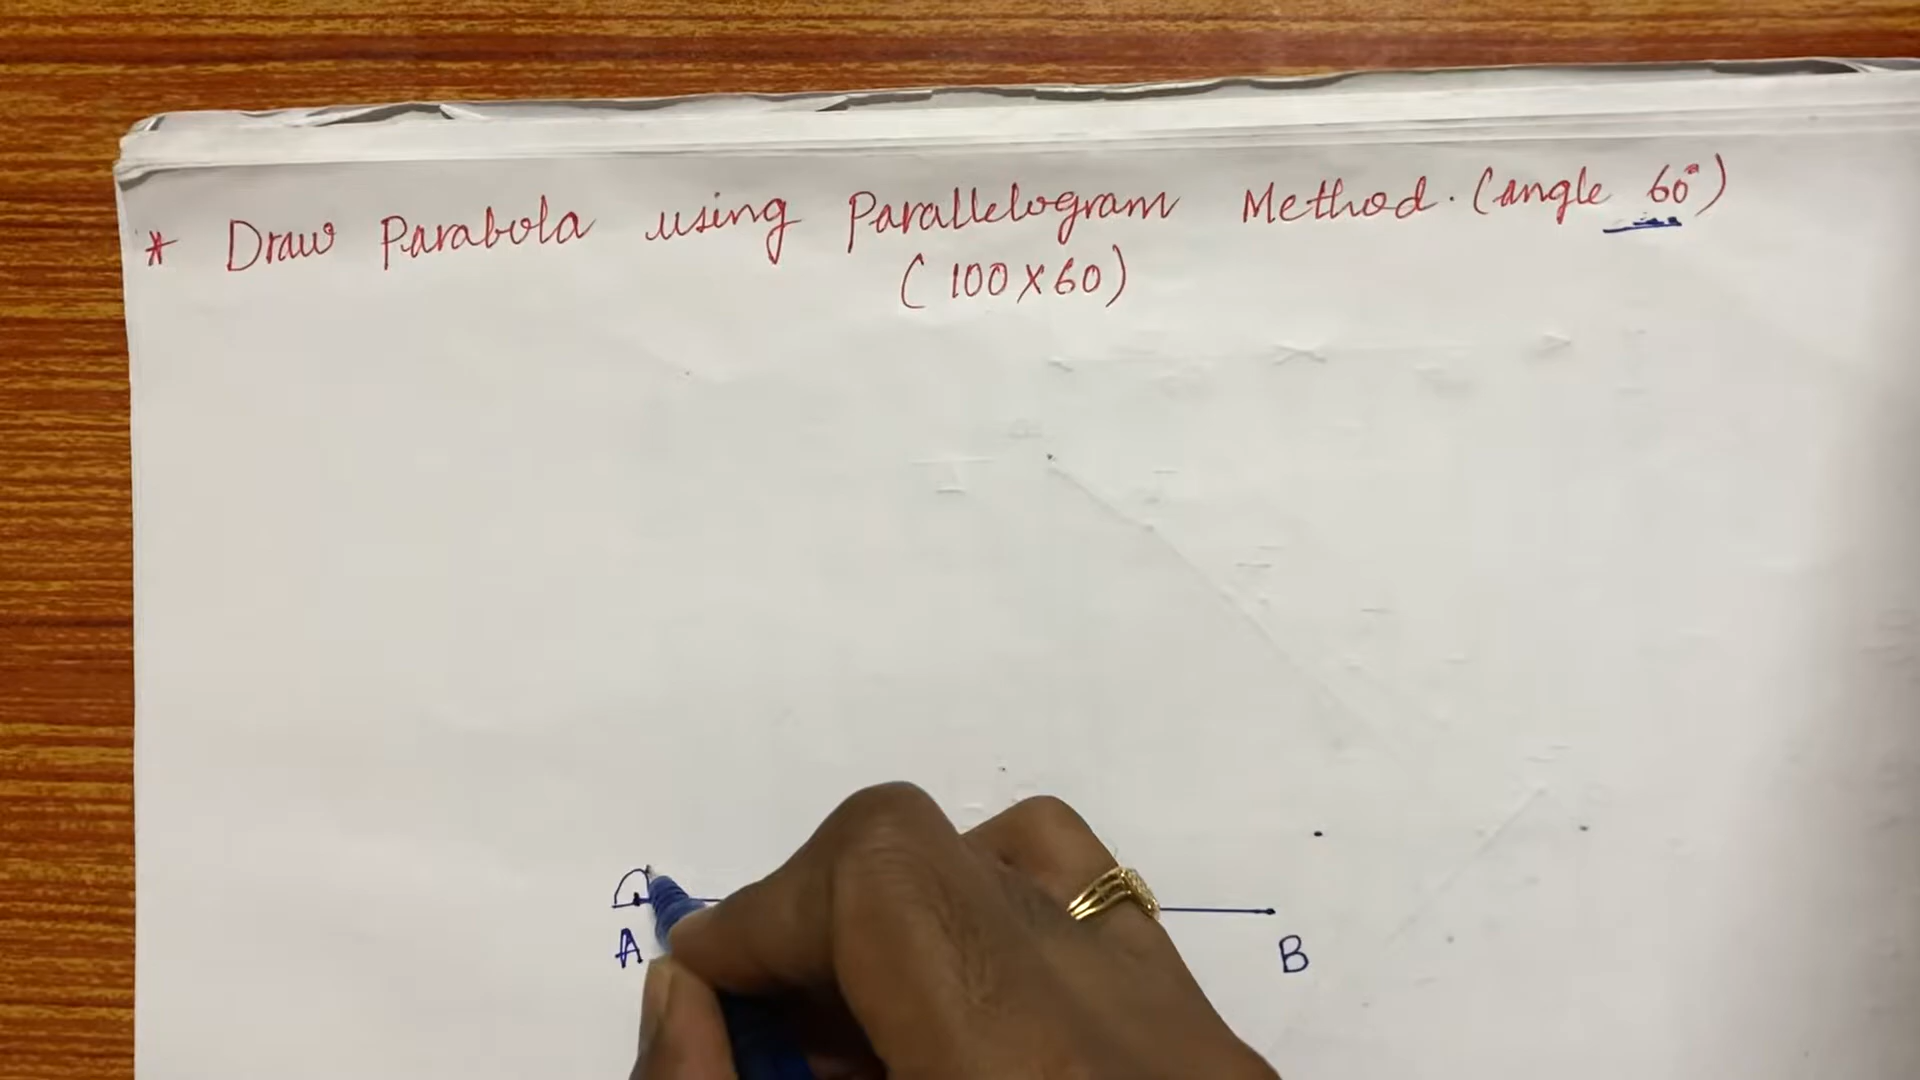 * Draw Parabola using Parallelogram Method. (angle 60°)
(100 X 60)
A
B